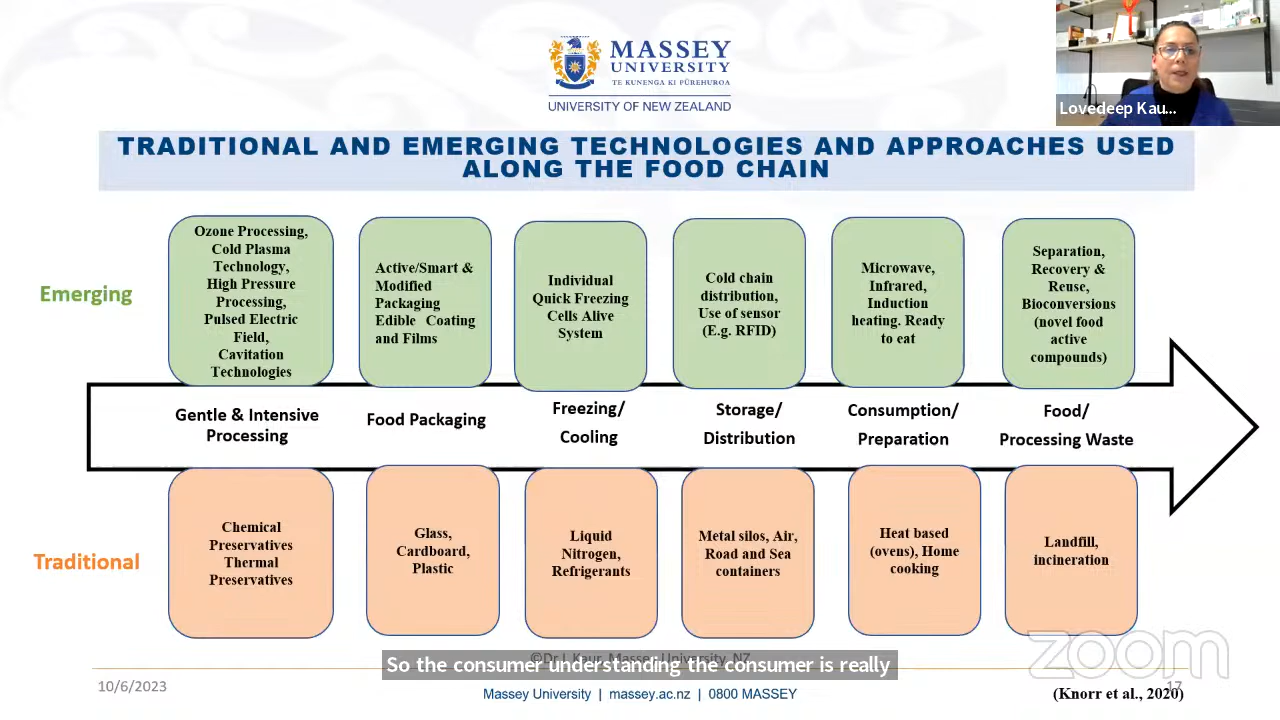 MASSEY
UNIVERSITY
TE KUNENGA KI PŪREHUROA
UNIVERSITY OF NEW ZEALAND
Lovedeep Kau...
TRADITIONAL AND EMERGING TECHNOLOGIES AND APPROACHES USED
ALONG THE FOOD CHAIN
Emerging
Ozone Processing,
Cold Plasma
Technology,
High Pressure
Processing,
Pulsed Electric
Field,
Cavitation
Technologies
Active/Smart &
Modified
Packaging
Edible Coating
and Films
Individual
Quick Freezing
Cells Alive
System
Cold chain
distribution,
Use of sensor
(E.g. RFID)
Microwave,
Infrared,
Induction
heating. Ready
to eat
Separation,
Recovery &
Reuse,
Bioconversions
(novel food
active
compounds)
Gentle & Intensive
Processing
Food Packaging
Freezing/
Cooling
Storage/
Distribution
Consumption/
Preparation
Food/
Processing Waste
Traditional
Chemical
Preservatives
Thermal
Preservatives
Glass,
Cardboard,
Plastic
Liquid
Nitrogen,
Refrigerants
Metal silos, Air,
Road and Sea
containers
Heat based
(ovens), Home
cooking
Landfill,
incineration
©Dr L Kaur, Massey University, NZ
So the consumer understanding the consumer is really
zoom
10/6/2023
Massey University | massey.ac.nz | 0800 MASSEY
17
(Knorr et al., 2020)